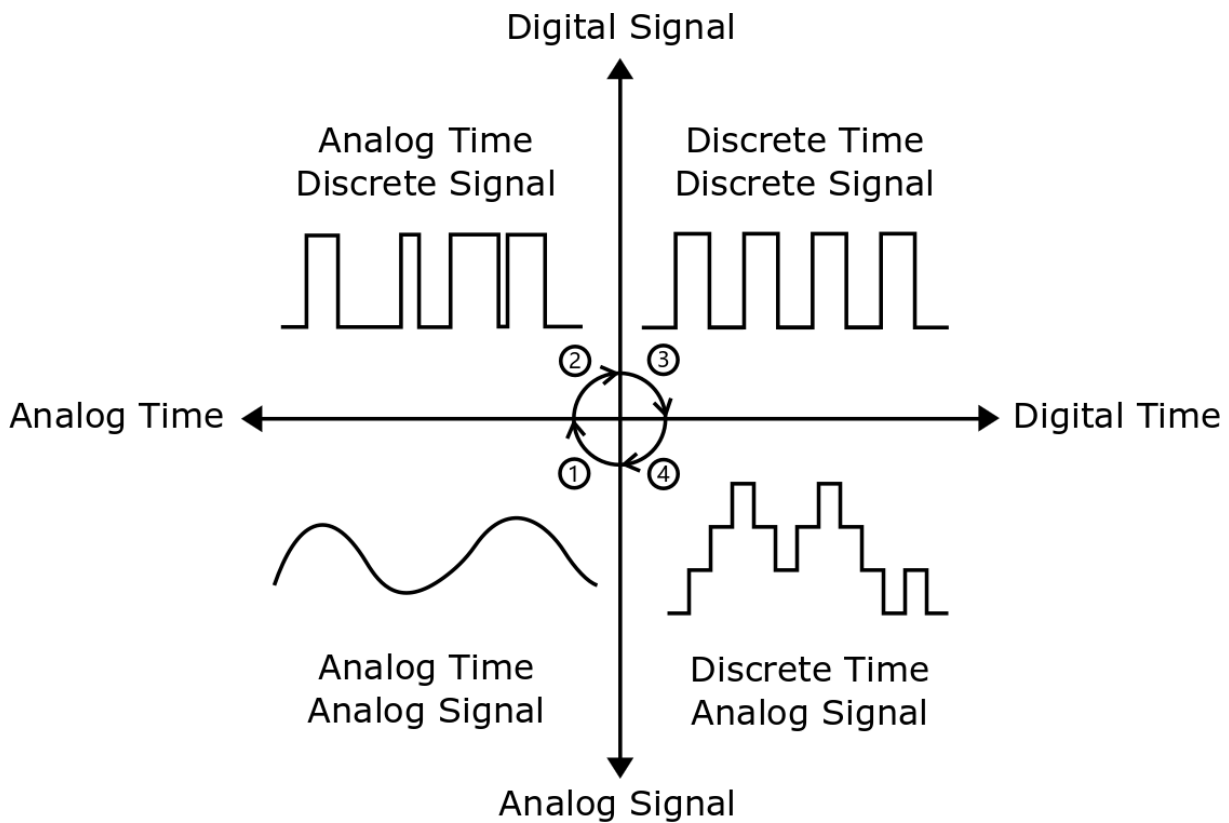 Digital Signal
Analog Time
Discrete Signal
Discrete Time
Discrete Signal
2
3
Analog Time
Digital Time
1
4
Analog Time
Analog Signal
Discrete Time
Analog Signal
Analog Signal